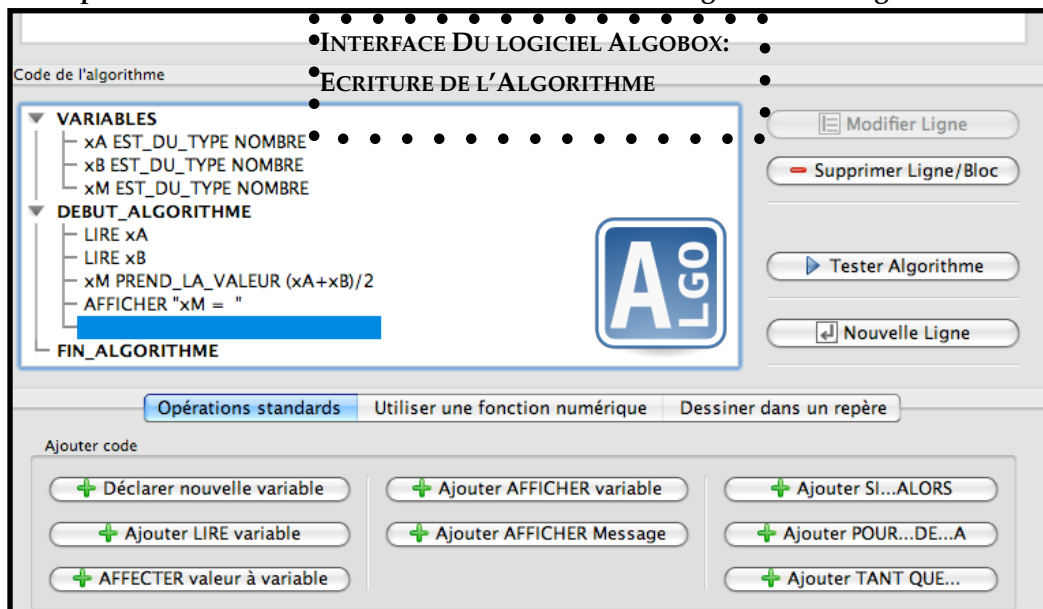 INTERFACE DU LOGICIEL ALGOBOX:
ECRITURE DE L'ALGORITHME
Code de l'algorithme
VARIABLES
xA EST_DU_TYPE NOMBRE
xB EST_DU_TYPE NOMBRE
xM EST_DU_TYPE NOMBRE
DEBUT_ALGORITHME
LIRE xA
LIRE xB
xM PREND_LA_VALEUR (xA+xB)/2
AFFICHER "xM = "
FIN_ALGORITHME
ALGO
Modifier Ligne
Supprimer Ligne/Bloc
Tester Algorithme
Nouvelle Ligne
Opérations standards Utiliser une fonction numérique Dessiner dans un repère
Ajouter code
Déclarer nouvelle variable Ajouter AFFICHER variable Ajouter SI...ALORS
Ajouter LIRE variable Ajouter AFFICHER Message Ajouter POUR...DE...A
AFFECTER valeur à variable Ajouter TANT QUE...